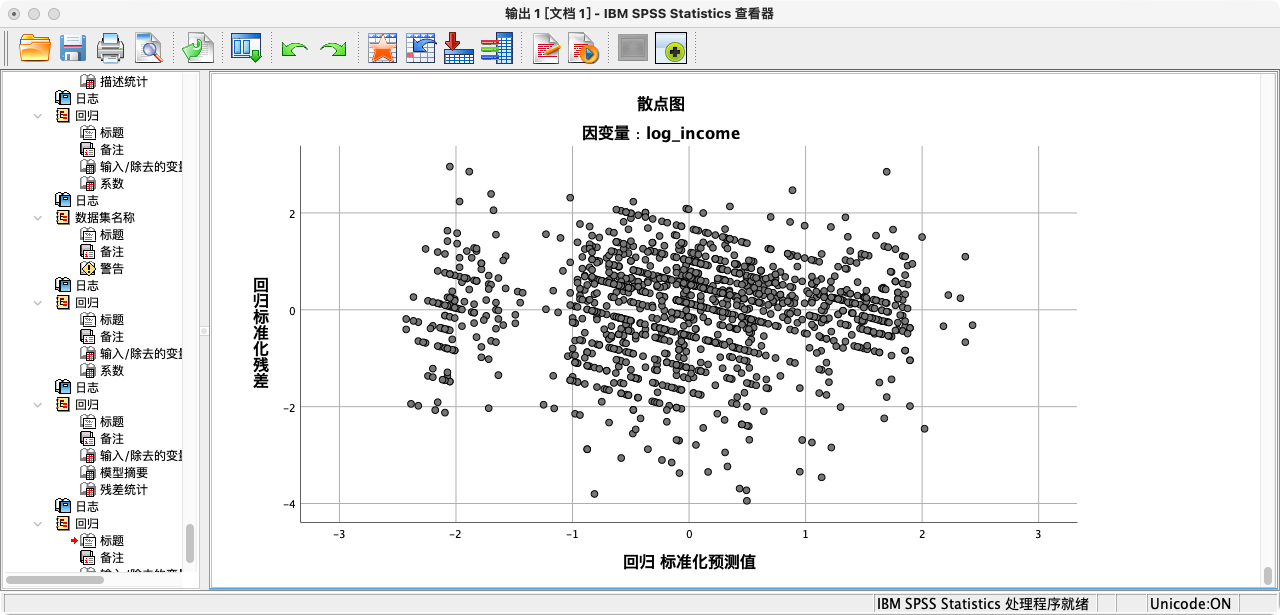 输出 1 [文档 1] - IBM SPSS Statistics 查看器
描述统计
日志
回归
标题
备注
输入/除去的变量
系数
日志
数据集名称
标题
备注
警告
日志
回归
标题
备注
输入/除去的变量
系数
日志
回归
标题
备注
输入/除去的变量
模型摘要
残差统计
日志
回归
标题
备注
散点图
因变量：log_income
回归标准化残差
2
0
-2
-4
-3
-2
-1
0
1
2
3
回归 标准化预测值
IBM SPSS Statistics 处理程序就绪
Unicode:ON